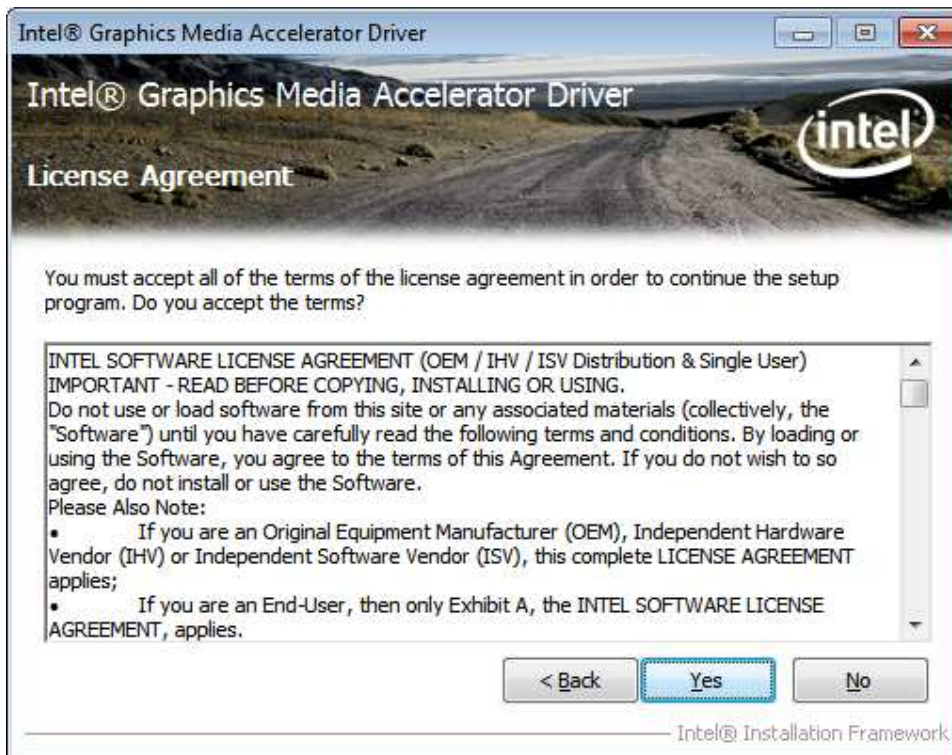 Intel® Graphics Media Accelerator Driver
Intel® Graphics Media Accelerator Driver
intel
License Agreement
You must accept all of the terms of the license agreement in order to continue the setup
program. Do you accept the terms?
INTEL SOFTWARE LICENSE AGREEMENT (OEM / IHV / ISV Distribution & Single User)
IMPORTANT - READ BEFORE COPYING, INSTALLING OR USING.
Do not use or load software from this site or any associated materials (collectively, the
"Software") until you have carefully read the following terms and conditions. By loading or
using the Software, you agree to the terms of this Agreement. If you do not wish to so
agree, do not install or use the Software.
Please Also Note:
• If you are an Original Equipment Manufacturer (OEM), Independent Hardware
Vendor (IHV) or Independent Software Vendor (ISV), this complete LICENSE AGREEMENT
applies;
• If you are an End-User, then only Exhibit A, the INTEL SOFTWARE LICENSE
AGREEMENT, applies.
< Back Yes No
Intel® Installation Framework